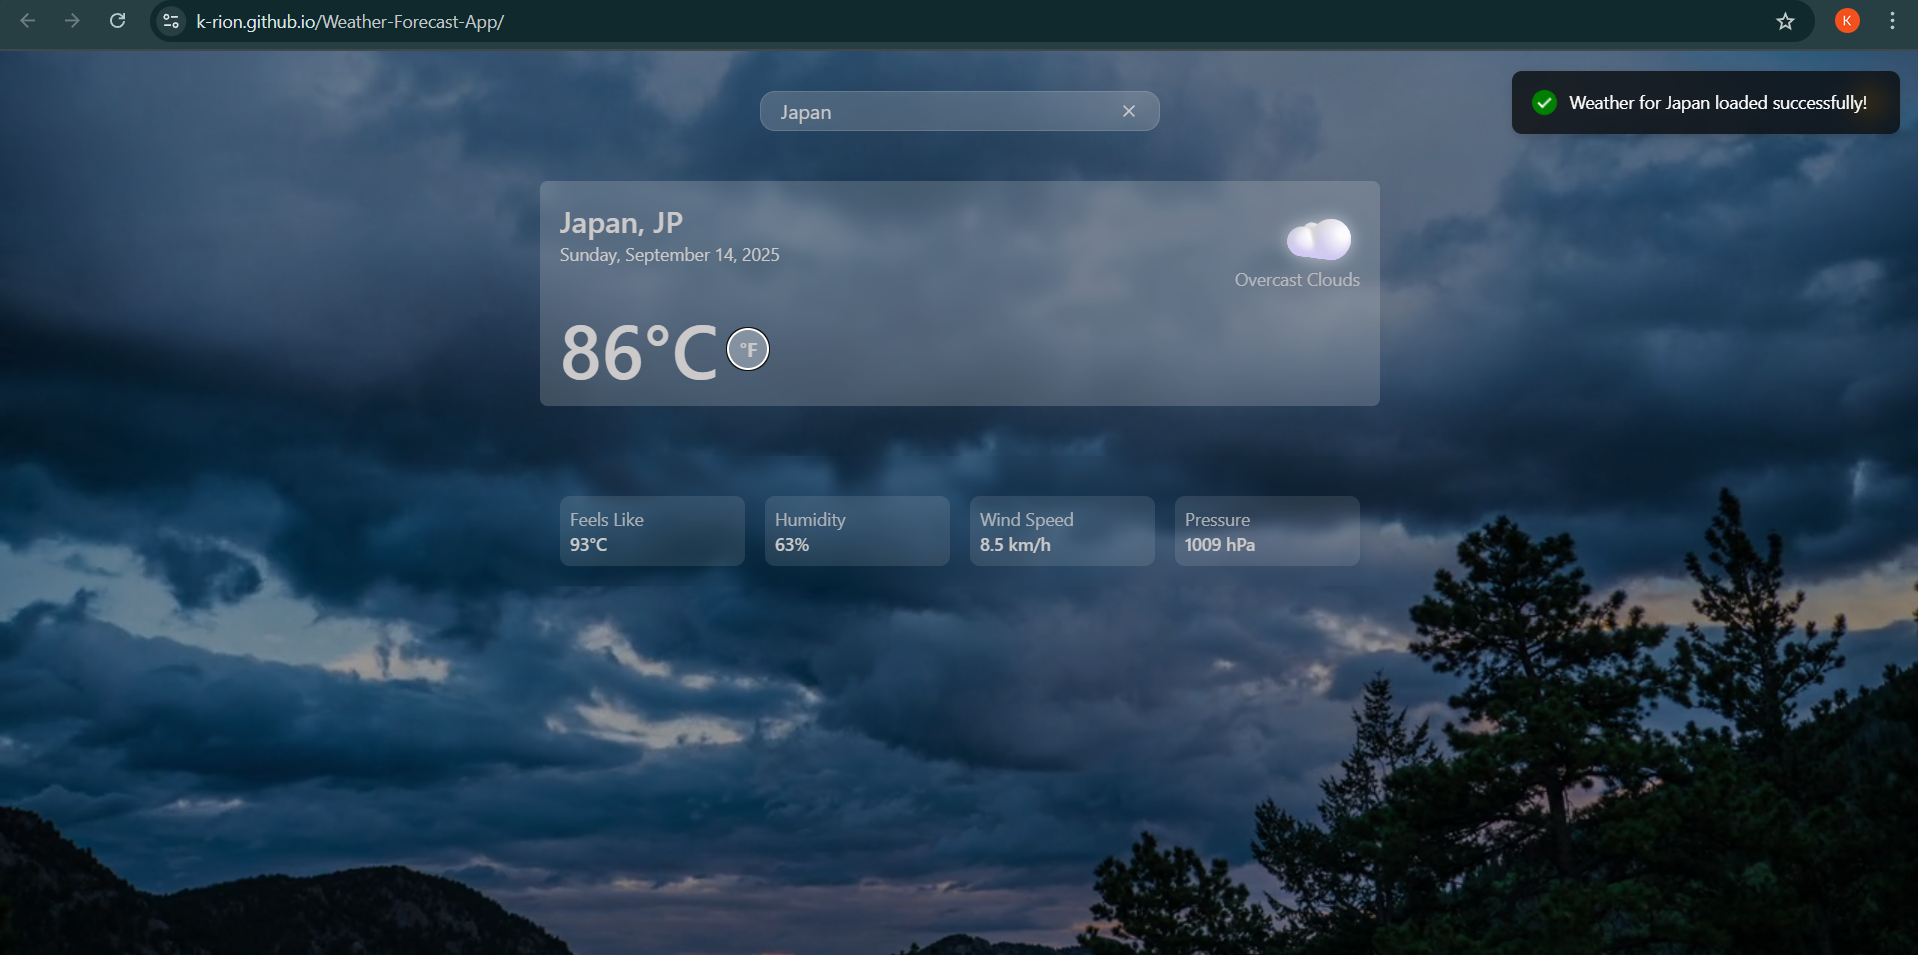 k-rion.github.io/Weather-Forecast-App/
K
Japan
Weather for Japan loaded successfully!
Japan, JP
Sunday, September 14, 2025
Overcast Clouds
86°C
°F
Feels Like
93°C
Humidity
63%
Wind Speed
8.5 km/h
Pressure
1009 hPa